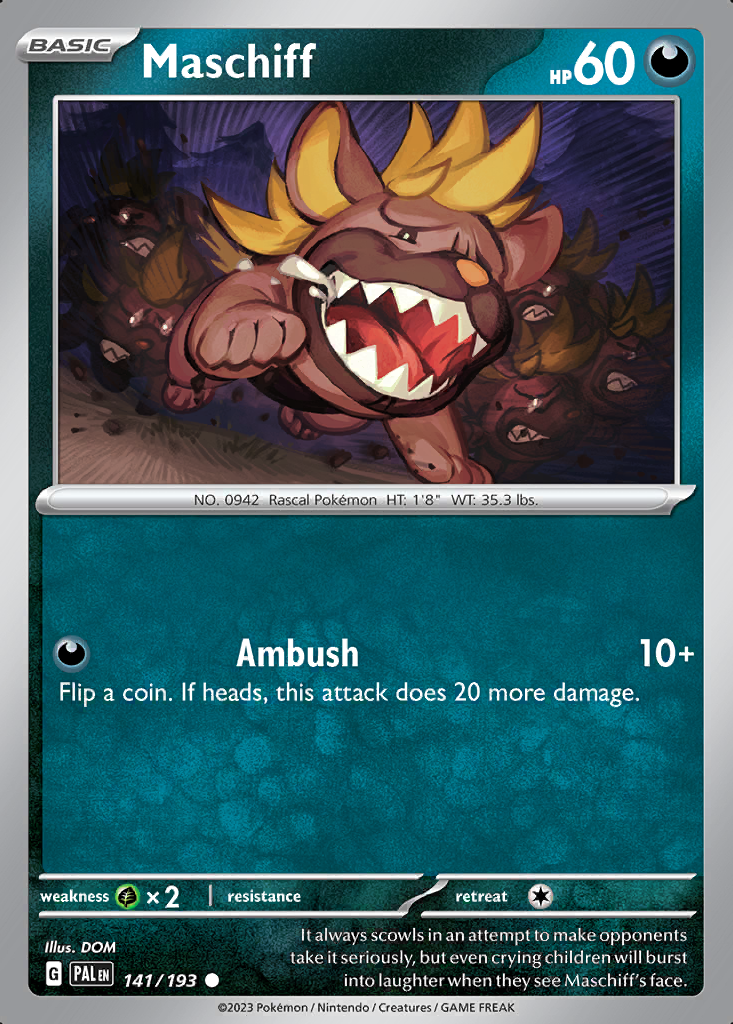 BASIC
Maschiff
HP 60
NO. 0942 Rascal Pokémon HT: 1'8" WT: 35.3 lbs.
Ambush 10+
Flip a coin. If heads, this attack does 20 more damage.
weakness ×2 resistance retreat
Illus. DOM
G PAL EN 141/193
It always scowls in an attempt to make opponents
take it seriously, but even crying children will burst
into laughter when they see Maschiff's face.
©2023 Pokémon / Nintendo / Creatures / GAME FREAK